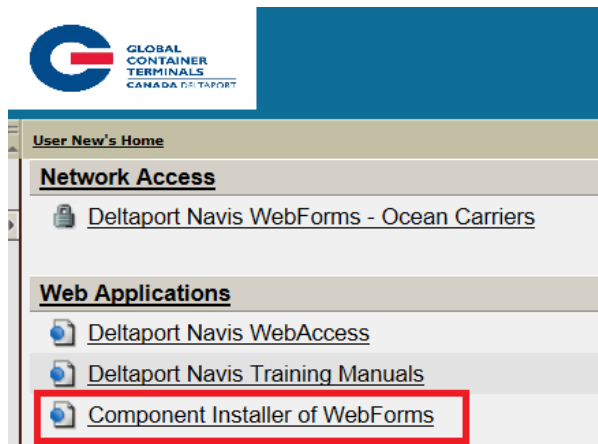 GLOBAL
CONTAINER
TERMINALS
CANADA DELTAPORT
User New's Home
Network Access
Deltaport Navis WebForms - Ocean Carriers
Web Applications
Deltaport Navis WebAccess
Deltaport Navis Training Manuals
Component Installer of WebForms